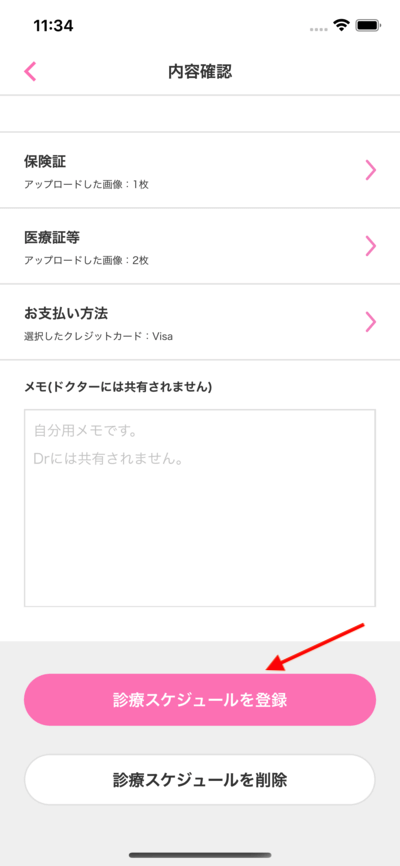 11:34
内容確認
保険証
アップロードした画像：1枚
医療証等
アップロードした画像：2枚
お支払い方法
選択したクレジットカード：Visa
メモ(ドクターには共有されません)
自分用メモです。
Drには共有されません。
診療スケジュールを登録
診療スケジュールを削除